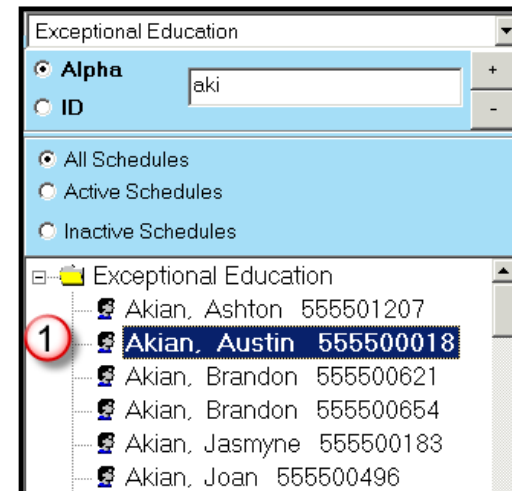 Exceptional Education
Alpha
aki
+
ID
-
All Schedules
Active Schedules
Inactive Schedules
Exceptional Education
Akian, Ashton 555501207
1
Akian, Austin 555500018
Akian, Brandon 555500621
Akian, Brandon 555500654
Akian, Jasmyne 555500183
Akian, Joan 555500496